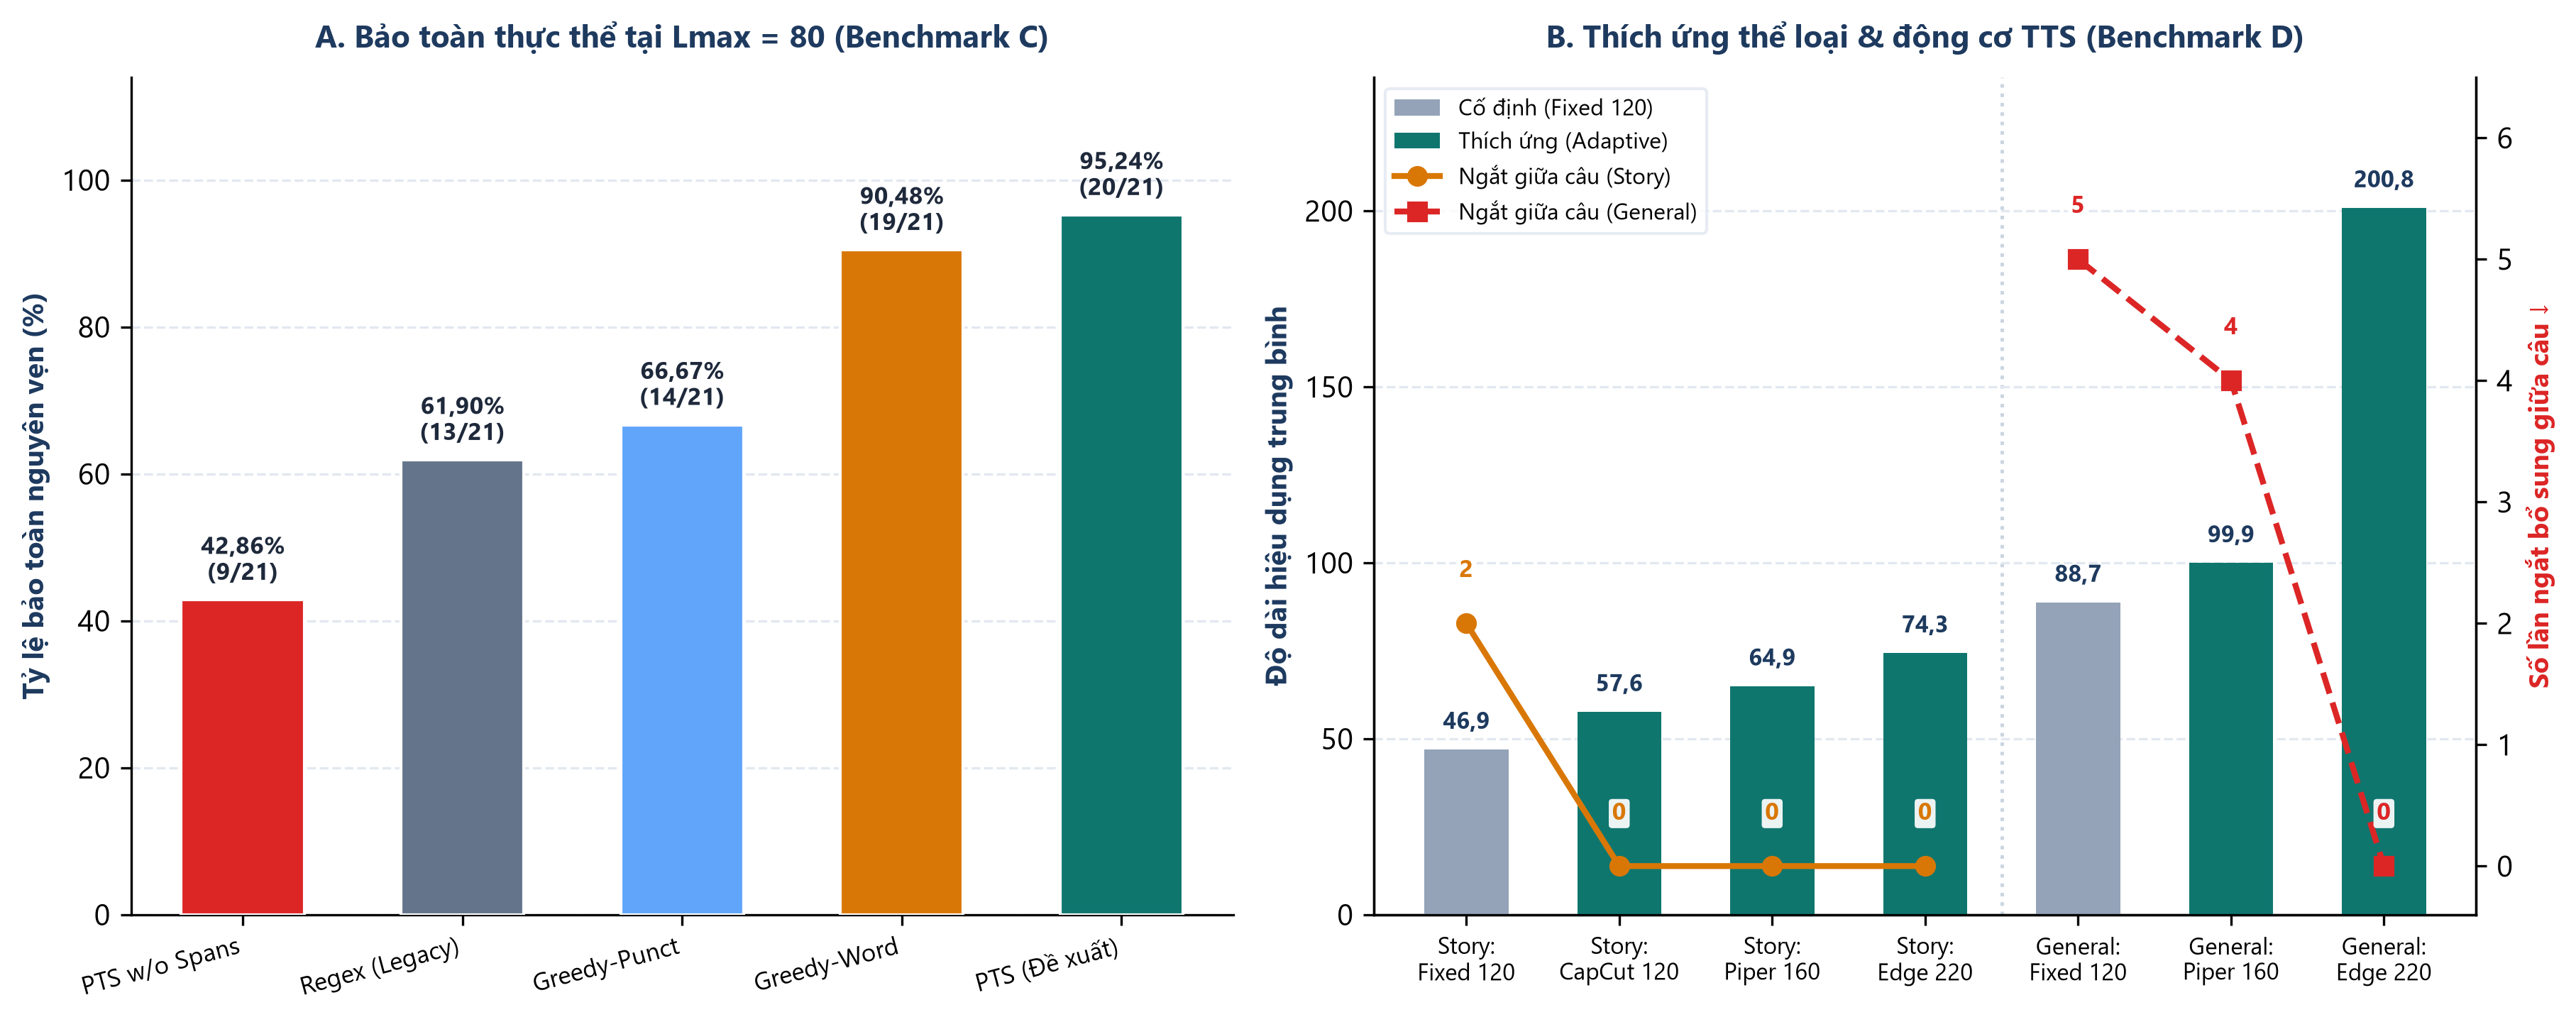 A. Bảo toàn thực thể tại Lmax = 80 (Benchmark C)
Tỷ lệ bảo toàn nguyên vẹn (%)
100
80
60
40
20
0
42,86%
(9/21)
61,90%
(13/21)
66,67%
(14/21)
90,48%
(19/21)
95,24%
(20/21)
PTS w/o Spans
Regex (Legacy)
Greedy-Punct
Greedy-Word
PTS (Đề xuất)
B. Thích ứng thể loại & động cơ TTS (Benchmark D)
Cố định (Fixed 120)
Thích ứng (Adaptive)
Ngắt giữa câu (Story)
Ngắt giữa câu (General)
Độ dài hiệu dụng trung bình
200
150
100
50
0
2
46,9
57,6
0
64,9
0
74,3
0
5
88,7
4
99,9
200,8
0
6
5
4
3
2
1
0
Số lần ngắt bổ sung giữa câu ↓
Story:
Fixed 120
Story:
CapCut 120
Story:
Piper 160
Story:
Edge 220
General:
Fixed 120
General:
Piper 160
General:
Edge 220